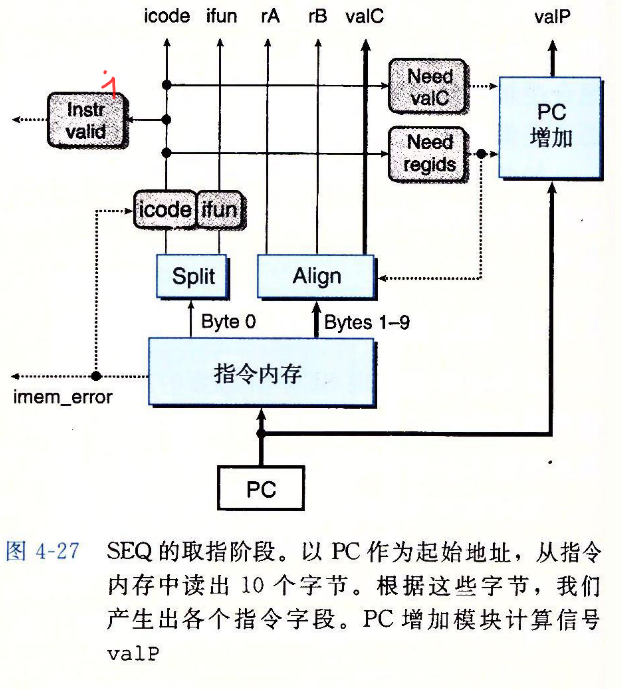 icode ifun rA rB valC valP
i
Instr
valid
Need
valC
Need
regids
PC
增加
icode ifun
Split
Align
Byte 0
Bytes 1–9
指令内存
imem_error
PC
图 4-27 SEQ 的取指阶段。以 PC 作为起始地址，从指令
内存中读出 10 个字节。根据这些字节，我们
产生出各个指令字段。PC 增加模块计算信号
valP